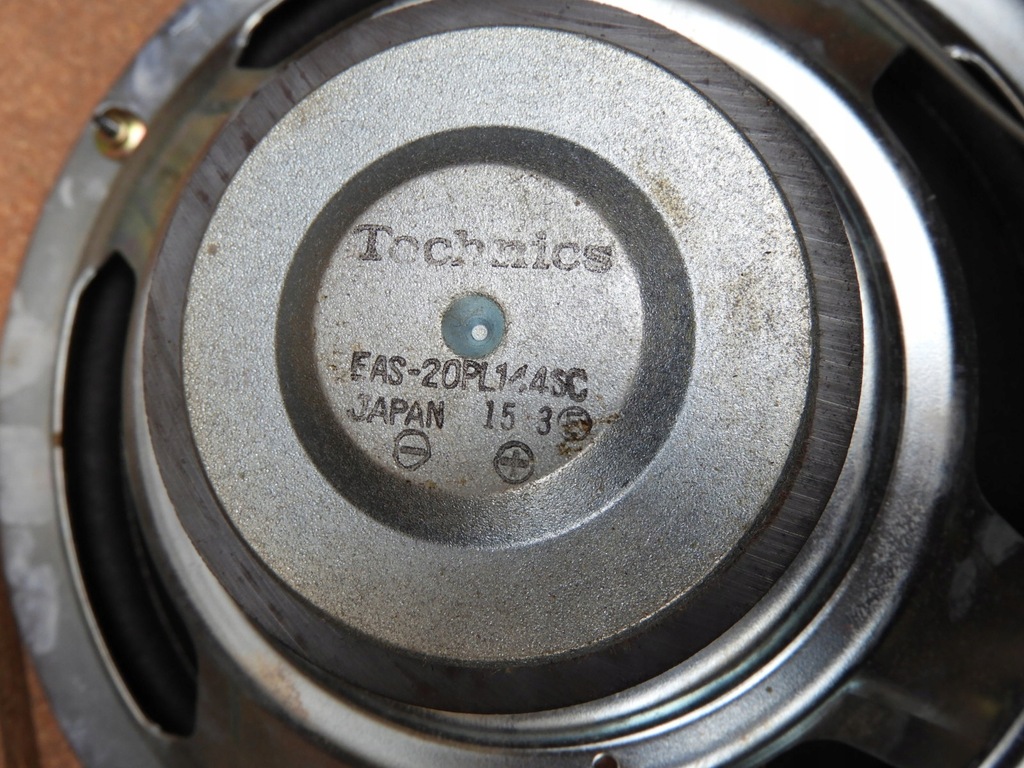 Technics
EAS-20PL144SC
JAPAN 15 3 S
⊖ ⊕